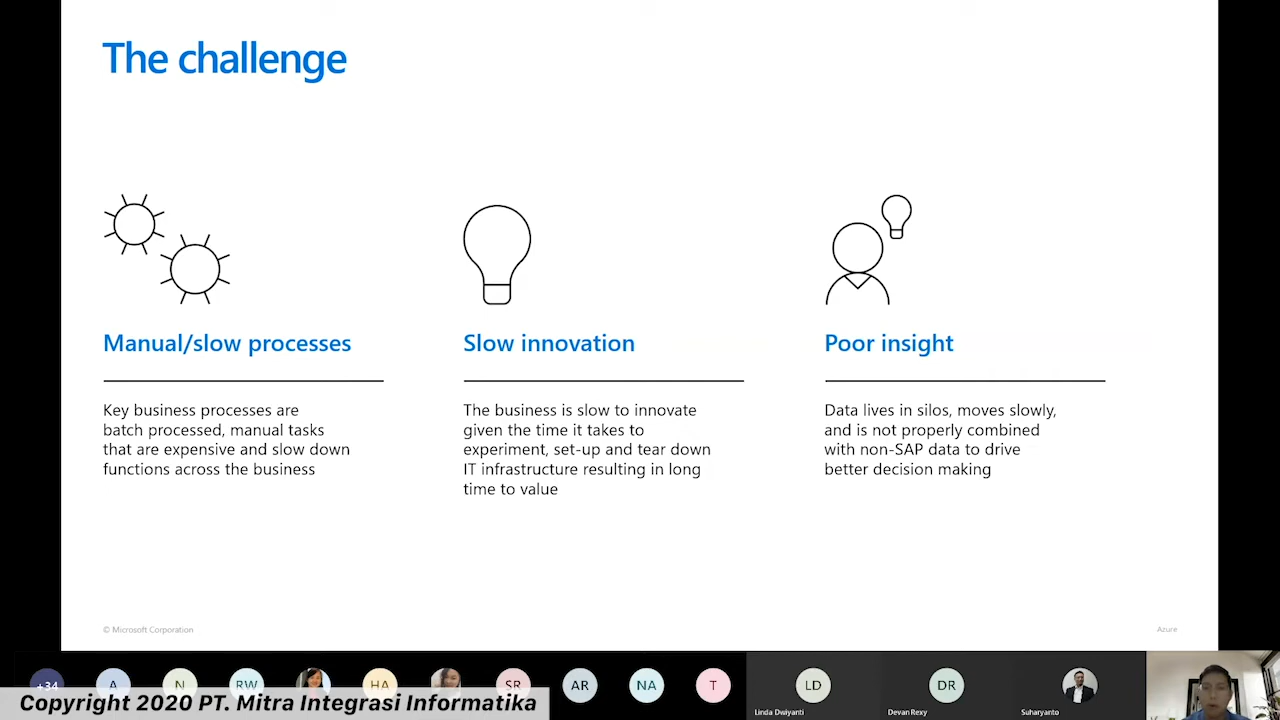 The challenge
Manual/slow processes
Key business processes are
batch processed, manual tasks
that are expensive and slow down
functions across the business
Slow innovation
The business is slow to innovate
given the time it takes to
experiment, set-up and tear down
IT infrastructure resulting in long
time to value
Poor insight
Data lives in silos, moves slowly,
and is not properly combined
with non-SAP data to drive
better decision making
© Microsoft Corporation
Azure
+34
A
N
RW
HA
SR
AR
NA
T
LD
DR
Linda Dwiyanti
Devan Rexy
Suharyanto
Copyright 2020 PT. Mitra Integrasi Informatika